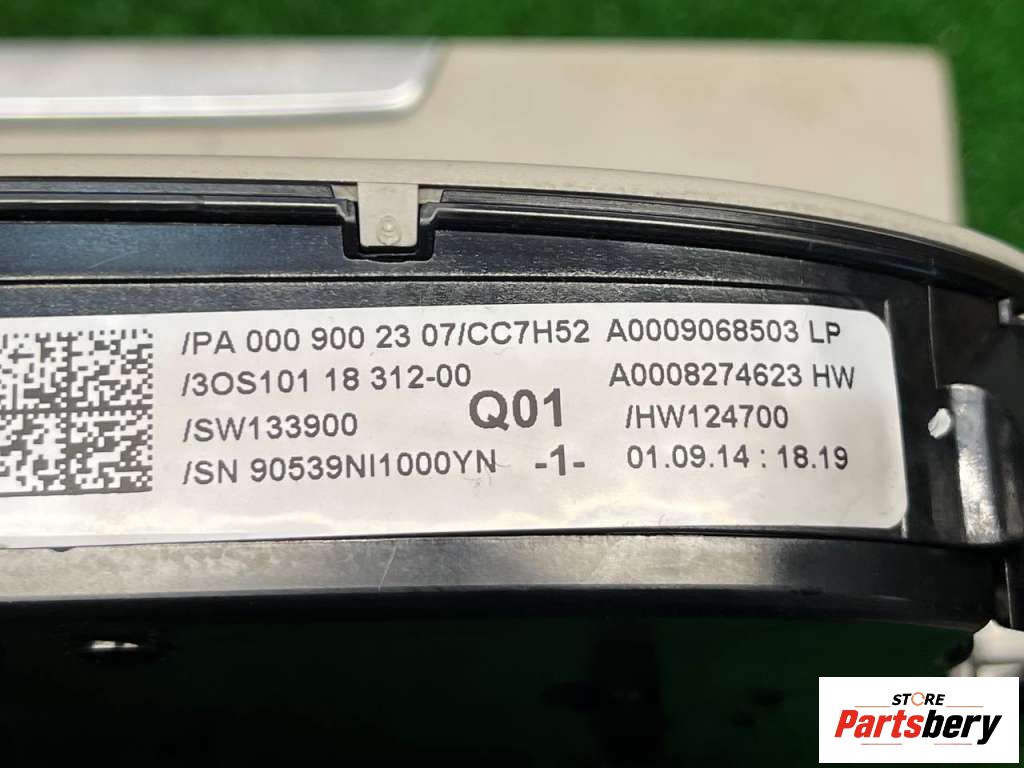 /PA 000 900 23 07/CC7H52 A0009068503 LP
/3OS101 18 312-00 A0008274623 HW
/SW133900 Q01 /HW124700
/SN 90539NI1000YN -1- 01.09.14 : 18.19
STORE
Partsbery